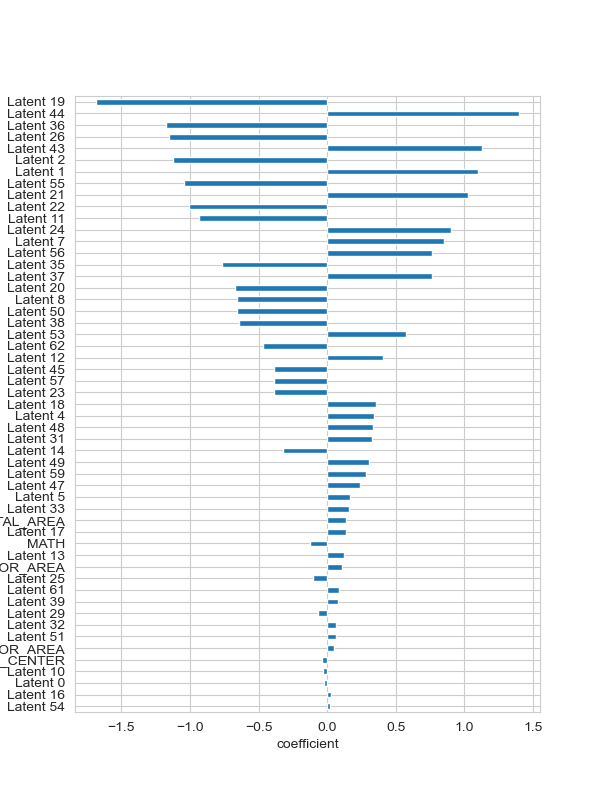 Latent 19
Latent 44
Latent 36
Latent 26
Latent 43
Latent 2
Latent 1
Latent 55
Latent 21
Latent 22
Latent 11
Latent 24
Latent 7
Latent 56
Latent 35
Latent 37
Latent 20
Latent 8
Latent 50
Latent 38
Latent 53
Latent 62
Latent 12
Latent 45
Latent 57
Latent 23
Latent 18
Latent 4
Latent 48
Latent 31
Latent 14
Latent 49
Latent 59
Latent 47
Latent 5
Latent 33
TAL_AREA
Latent 17
MATH
Latent 13
OR_AREA
Latent 25
Latent 61
Latent 39
Latent 29
Latent 32
Latent 51
OR_AREA
_CENTER
Latent 10
Latent 0
Latent 16
Latent 54
−1.5 −1.0 −0.5 0.0 0.5 1.0 1.5
coefficient